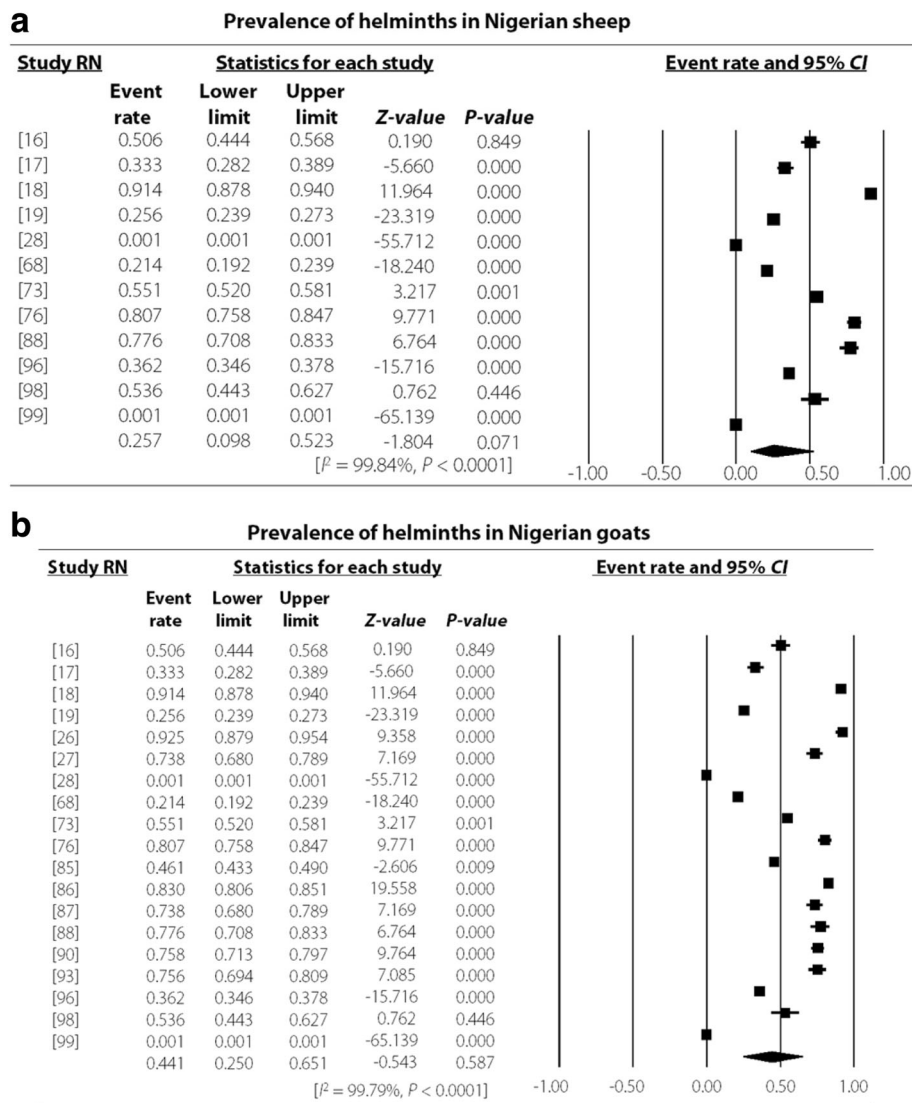 a
Prevalence of helminths in Nigerian sheep
Study RN Statistics for each study Event rate and 95% CI
Event Lower Upper
rate limit limit Z-value P-value
[16] 0.506 0.444 0.568 0.190 0.849
[17] 0.333 0.282 0.389 -5.660 0.000
[18] 0.914 0.878 0.940 11.964 0.000
[19] 0.256 0.239 0.273 -23.319 0.000
[28] 0.001 0.001 0.001 -55.712 0.000
[68] 0.214 0.192 0.239 -18.240 0.000
[73] 0.551 0.520 0.581 3.217 0.001
[76] 0.807 0.758 0.847 9.771 0.000
[88] 0.776 0.708 0.833 6.764 0.000
[96] 0.362 0.346 0.378 -15.716 0.000
[98] 0.536 0.443 0.627 0.762 0.446
[99] 0.001 0.001 0.001 -65.139 0.000
0.257 0.098 0.523 -1.804 0.071
[I² = 99.84%, P < 0.0001]
-1.00 -0.50 0.00 0.50 1.00
b
Prevalence of helminths in Nigerian goats
Study RN Statistics for each study Event rate and 95% CI
Event Lower Upper
rate limit limit Z-value P-value
[16] 0.506 0.444 0.568 0.190 0.849
[17] 0.333 0.282 0.389 -5.660 0.000
[18] 0.914 0.878 0.940 11.964 0.000
[19] 0.256 0.239 0.273 -23.319 0.000
[26] 0.925 0.879 0.954 9.358 0.000
[27] 0.738 0.680 0.789 7.169 0.000
[28] 0.001 0.001 0.001 -55.712 0.000
[68] 0.214 0.192 0.239 -18.240 0.000
[73] 0.551 0.520 0.581 3.217 0.001
[76] 0.807 0.758 0.847 9.771 0.000
[85] 0.461 0.433 0.490 -2.606 0.009
[86] 0.830 0.806 0.851 19.558 0.000
[87] 0.738 0.680 0.789 7.169 0.000
[88] 0.776 0.708 0.833 6.764 0.000
[90] 0.758 0.713 0.797 9.764 0.000
[93] 0.756 0.694 0.809 7.085 0.000
[96] 0.362 0.346 0.378 -15.716 0.000
[98] 0.536 0.443 0.627 0.762 0.446
[99] 0.001 0.001 0.001 -65.139 0.000
0.441 0.250 0.651 -0.543 0.587
[I² = 99.79%, P < 0.0001]
-1.00 -0.50 0.00 0.50 1.00